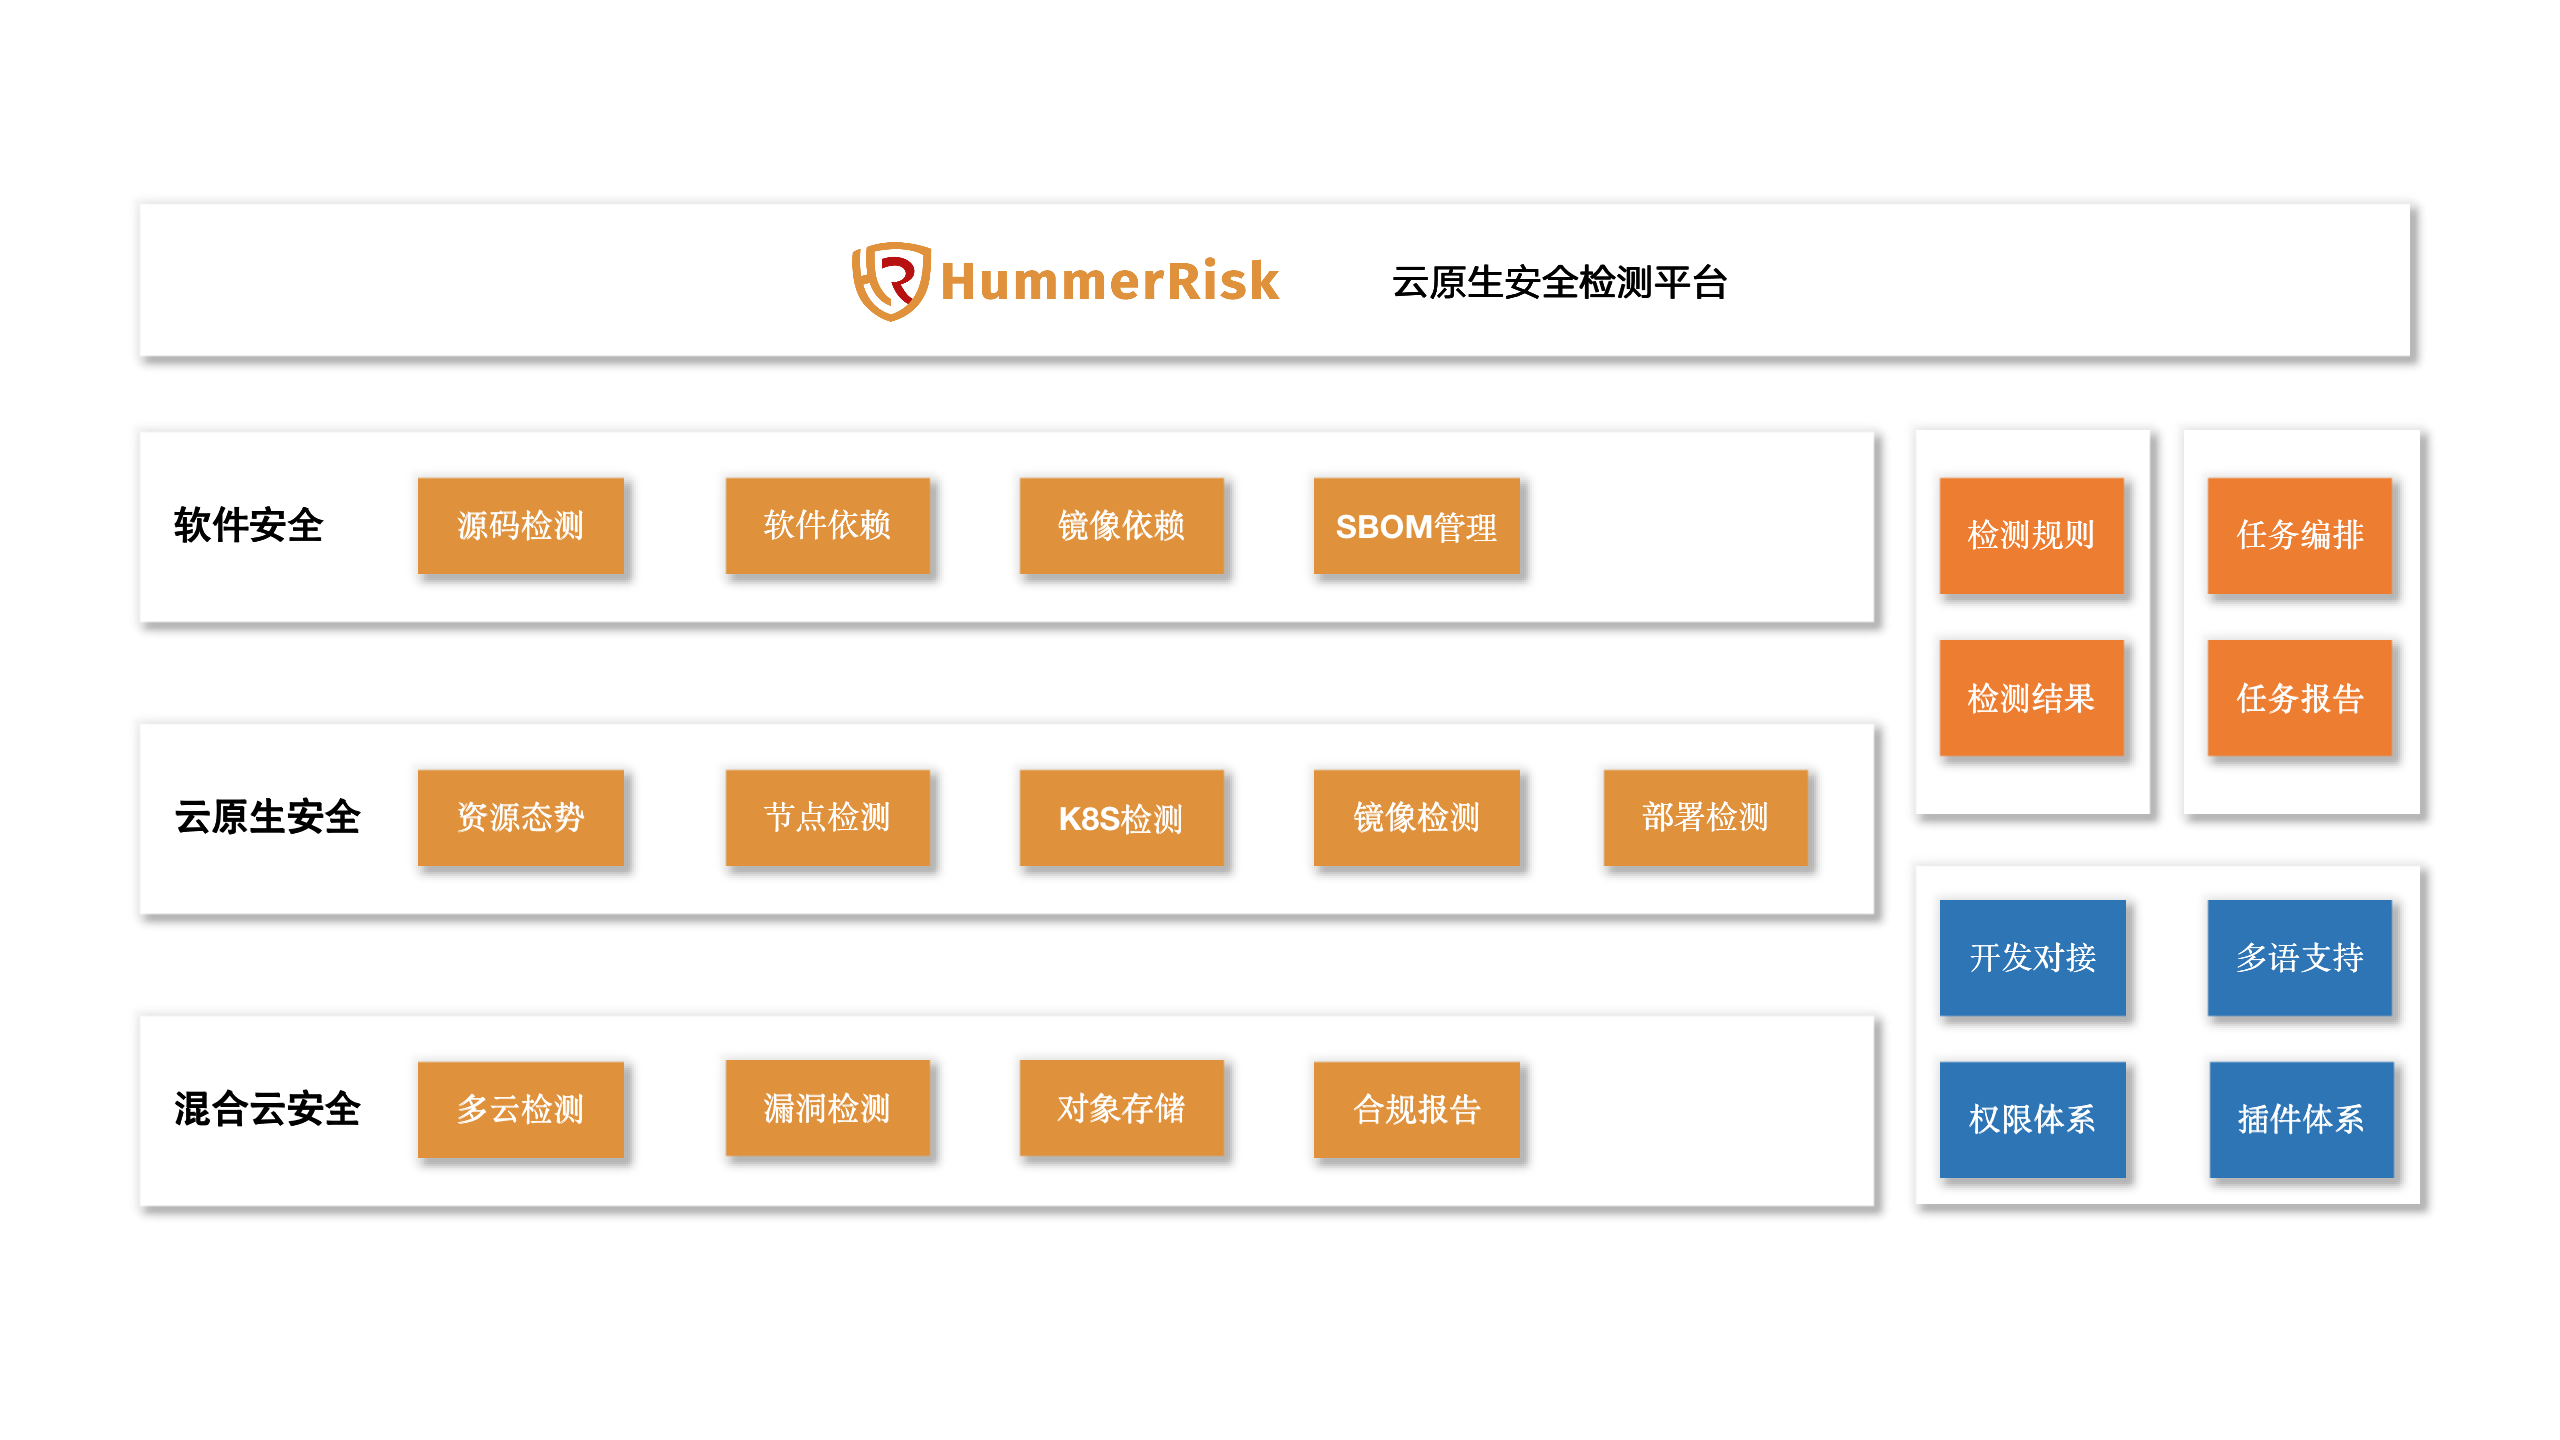 HummerRisk 云原生安全检测平台
软件安全
源码检测
软件依赖
镜像依赖
SBOM管理
云原生安全
资源态势
节点检测
K8S检测
镜像检测
部署检测
混合云安全
多云检测
漏洞检测
对象存储
合规报告
检测规则
检测结果
任务编排
任务报告
开发对接
多语支持
权限体系
插件体系